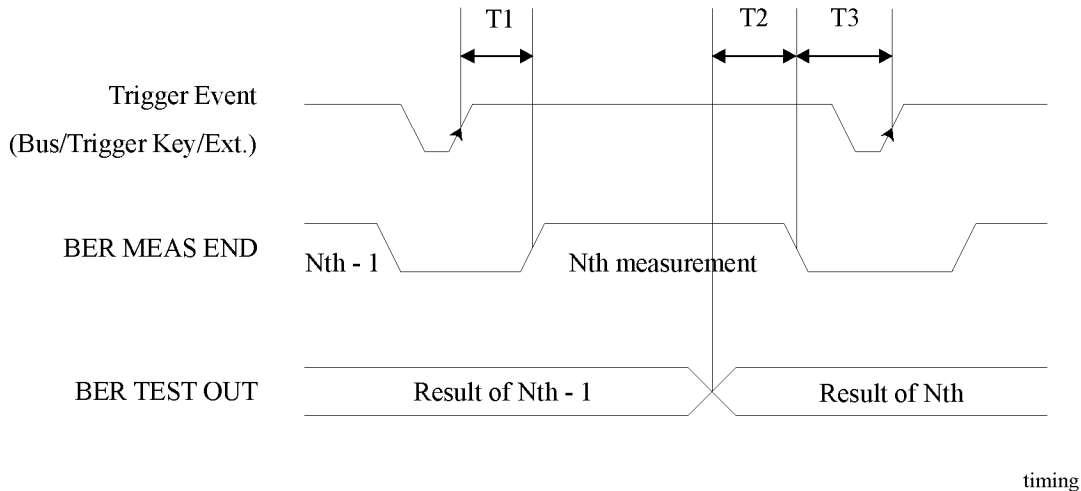 T1
T2
T3
Trigger Event
(Bus/Trigger Key/Ext.)
BER MEAS END
Nth - 1
Nth measurement
BER TEST OUT
Result of Nth - 1
Result of Nth
timing